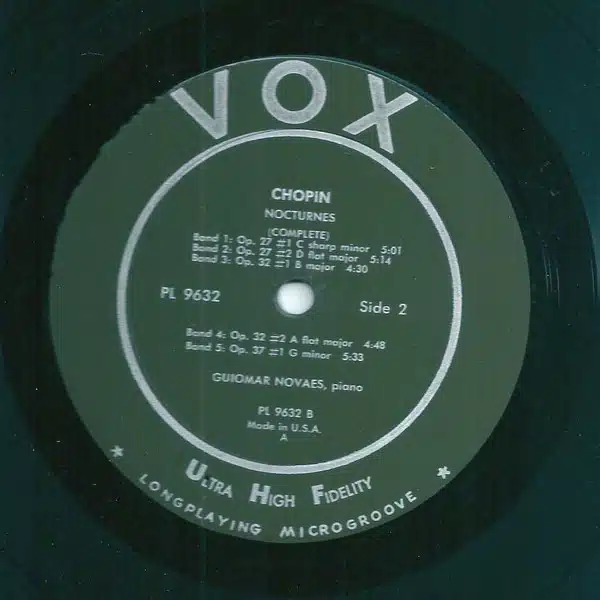 VOX
CHOPIN
NOCTURNES
(COMPLETE)
Band 1: Op. 27 #1 C sharp minor 5:01
Band 2: Op. 27 #2 D flat major 5:14
Band 3: Op. 32 #1 B major 4:30
PL 9632 Side 2
Band 4: Op. 32 #2 A flat major 4:48
Band 5: Op. 37 #1 G minor 5:33
GUIOMAR NOVAES, piano
PL 9632 B
Made in U.S.A.
A
ULTRA HIGH FIDELITY
★ LONGPLAYING MICROGROOVE ★